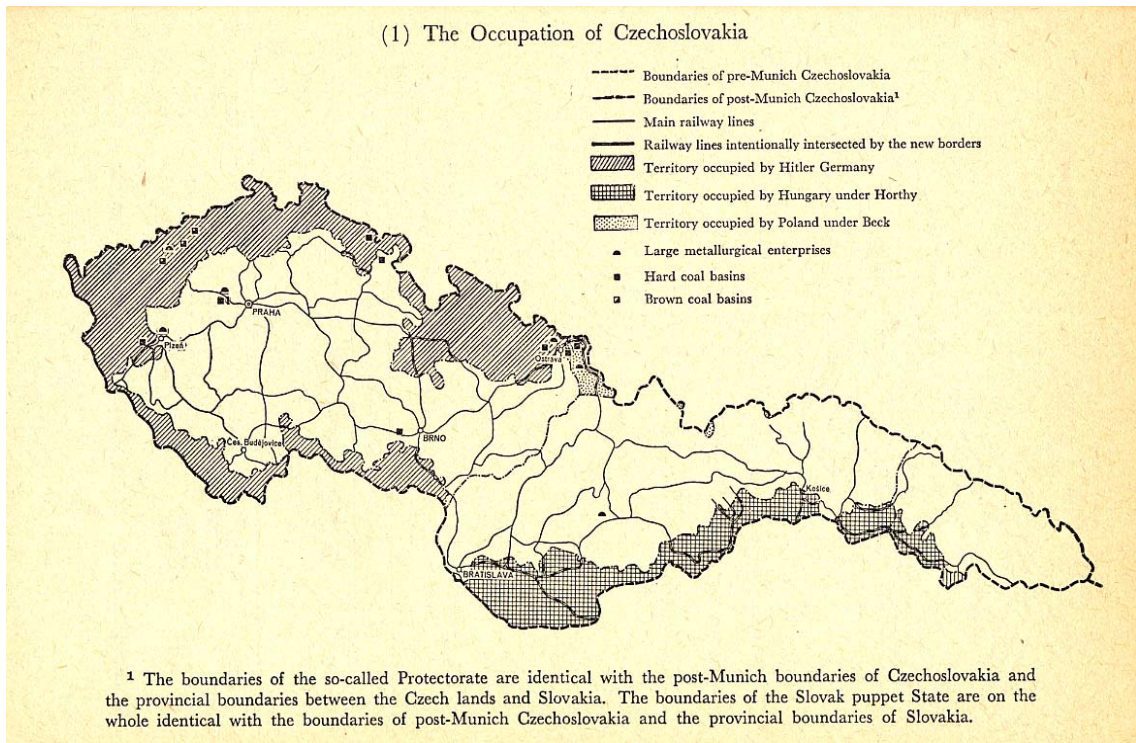 (1) The Occupation of Czechoslovakia
Boundaries of pre-Munich Czechoslovakia
Boundaries of post-Munich Czechoslovakia¹
Main railway lines
Railway lines intentionally intersected by the new borders
Territory occupied by Hitler Germany
Territory occupied by Hungary under Horthy
Territory occupied by Poland under Beck
Large metallurgical enterprises
Hard coal basins
Brown coal basins
PRAHA
Plzeň
Ostrava
Čes. Budějovice
BRNO
Košice
BRATISLAVA
¹ The boundaries of the so-called Protectorate are identical with the post-Munich boundaries of Czechoslovakia and
the provincial boundaries between the Czech lands and Slovakia. The boundaries of the Slovak puppet State are on the
whole identical with the boundaries of post-Munich Czechoslovakia and the provincial boundaries of Slovakia.